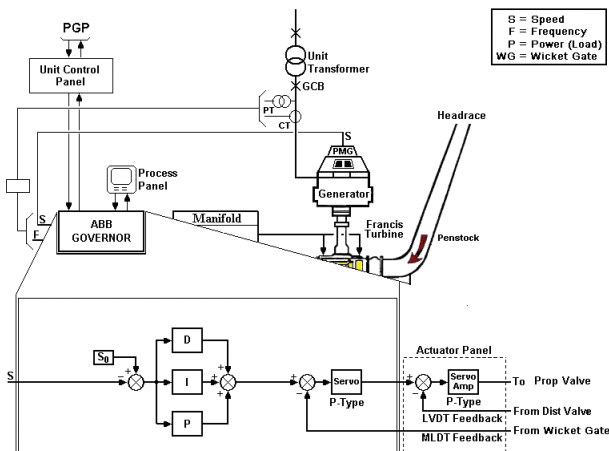 S = Speed
F = Frequency
P = Power (Load)
WG = Wicket Gate
PGP
Unit Control
Panel
Unit
Transformer
GCB
PT
CT
S
PMG
Headrace
Process
Panel
Generator
S
F
ABB
GOVERNOR
Manifold
Francis
Turbine
Penstock
D
Actuator Panel
S0
S
-
+
I
+
+
+
+
-
Servo
P-Type
+
-
Servo
Amp
P-Type
To Prop Valve
P
From Dist Valve
LVDT Feedback
From Wicket Gate
MLDT Feedback